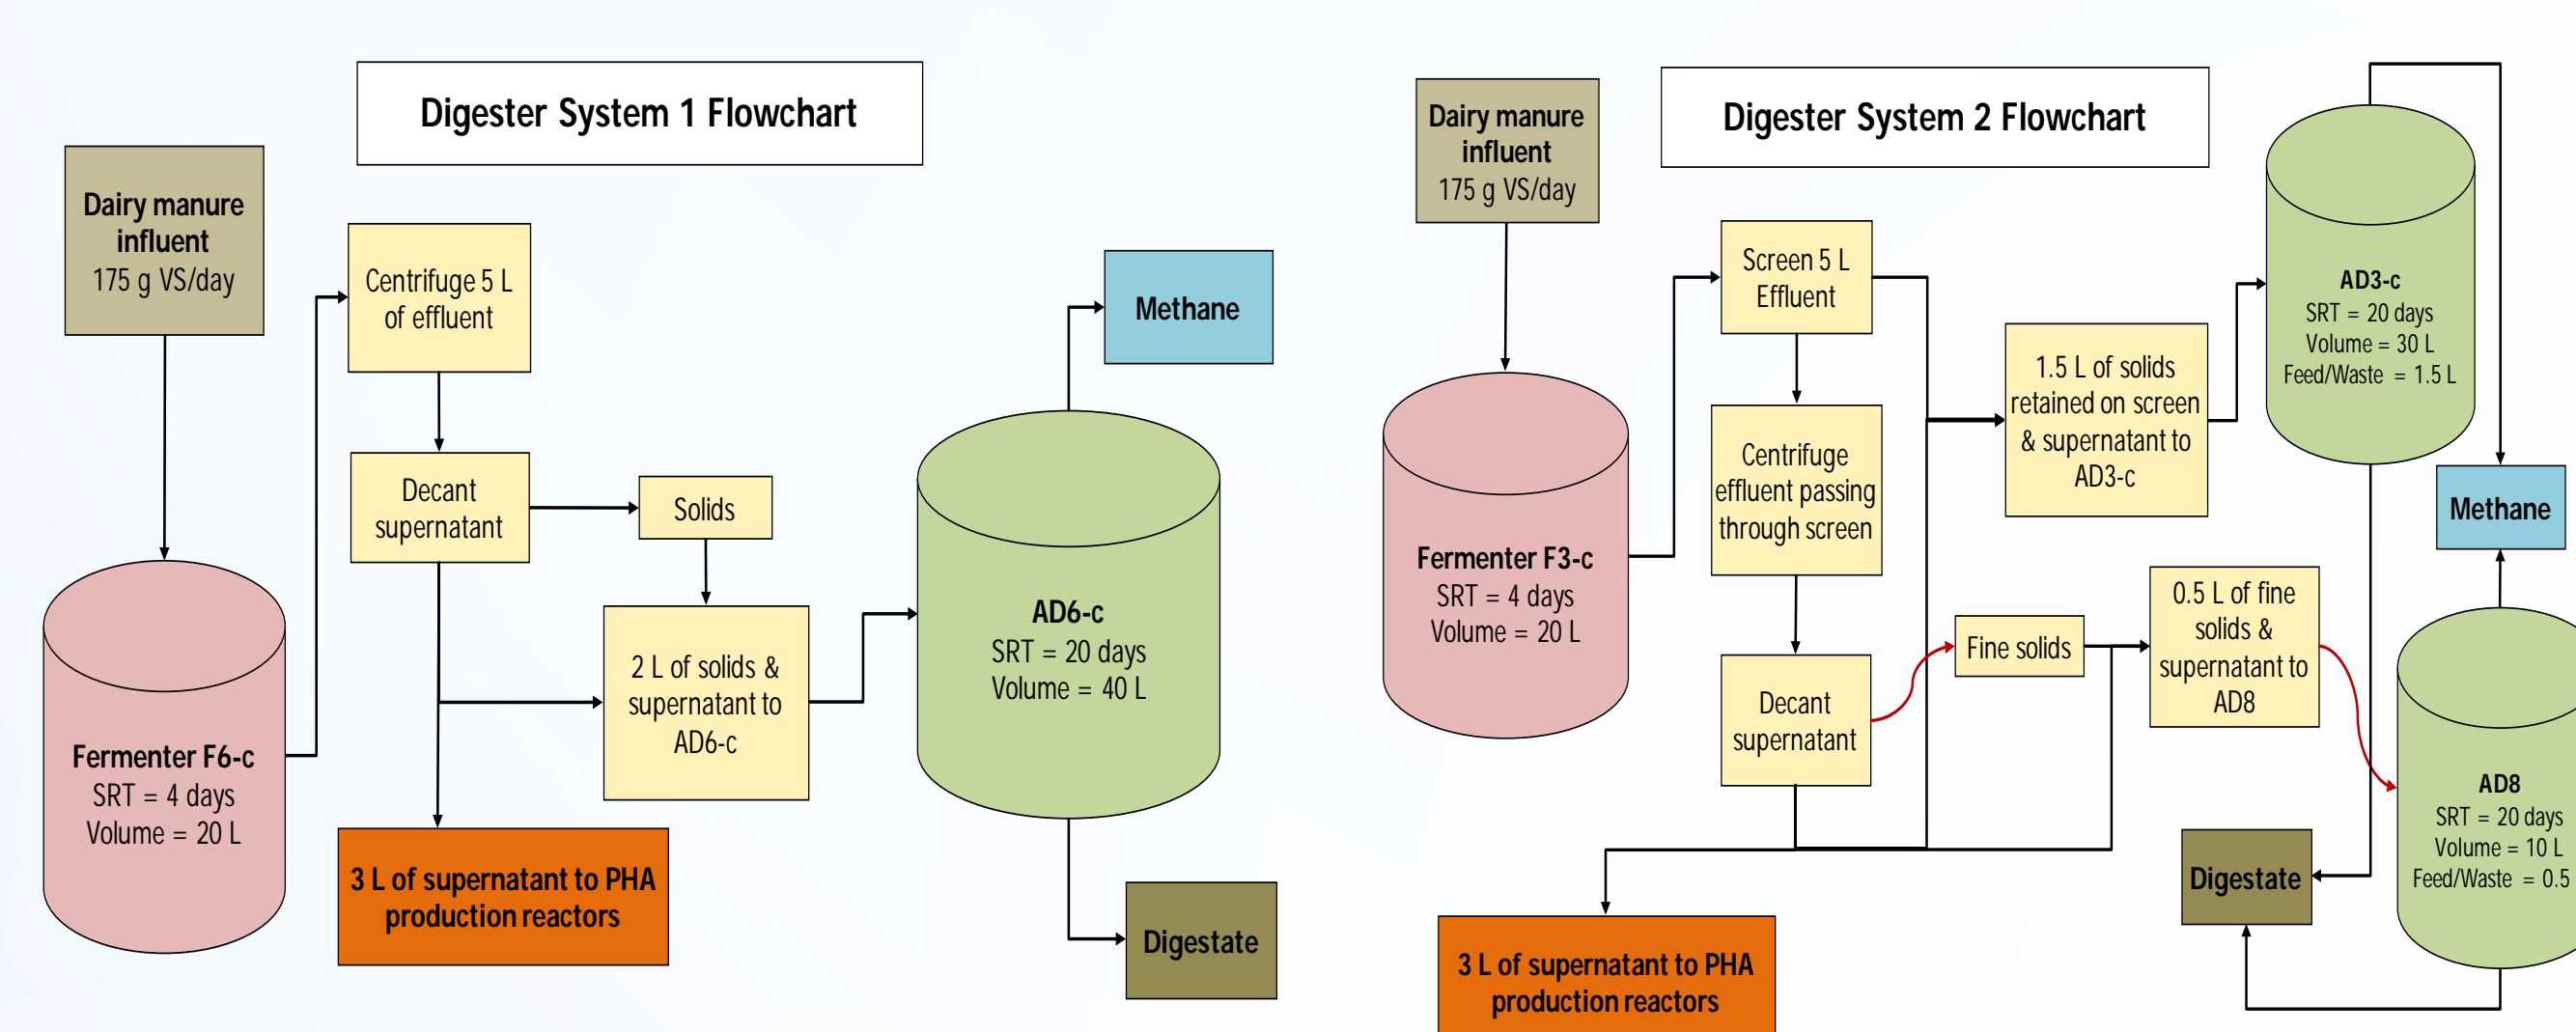 Digester System 1 Flowchart
Dairy manure
influent
175 g VS/day
Centrifuge 5 L
of effluent
Methane
Decant
supernatant
Solids
2 L of solids &
supernatant to
AD6-c
AD6-c
SRT = 20 days
Volume = 40 L
Fermenter F6-c
SRT = 4 days
Volume = 20 L
3 L of supernatant to PHA
production reactors
Digestate
Digester System 2 Flowchart
Dairy manure
influent
175 g VS/day
Screen 5 L
Effluent
AD3-c
SRT = 20 days
Volume = 30 L
Feed/Waste = 1.5 L
1.5 L of solids
retained on screen
& supernatant to
AD3-c
Centrifuge
effluent passing
through screen
Methane
Fermenter F3-c
SRT = 4 days
Volume = 20 L
Fine solids
0.5 L of fine
solids &
supernatant to
AD8
Decant
supernatant
AD8
SRT = 20 days
Volume = 10 L
Feed/Waste = 0.5
Digestate
3 L of supernatant to PHA
production reactors